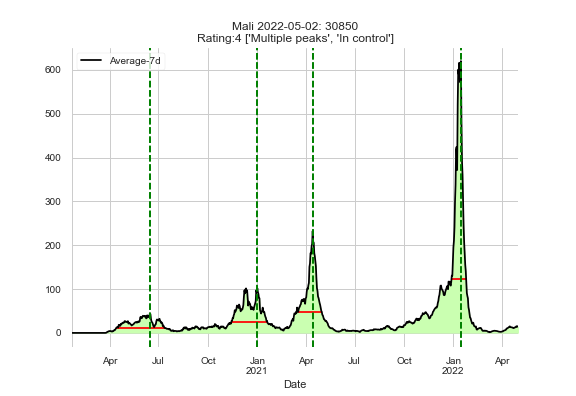 Mali 2022-05-02: 30850
Rating:4 ['Multiple peaks', 'In control']
Average-7d
600
500
400
300
200
100
0
Apr Jul Oct Jan Apr Jul Oct Jan Apr
2021 2022
Date